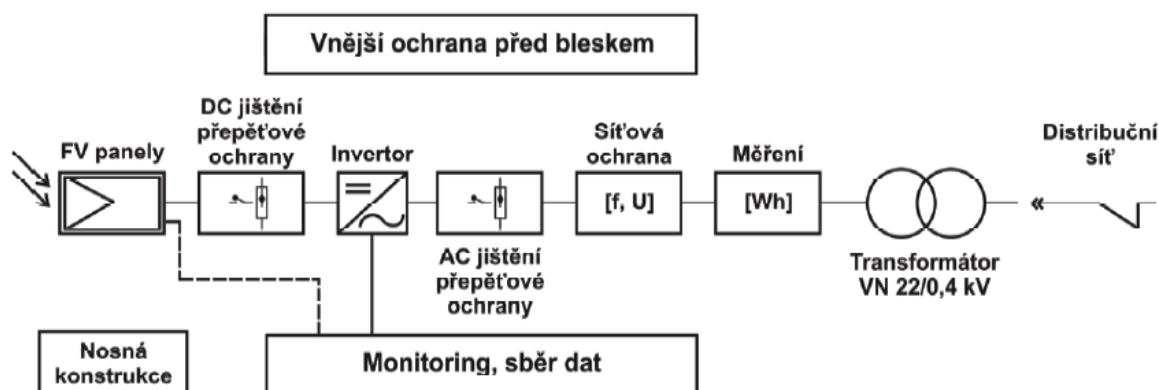 Vnější ochrana před bleskem
DC jištění
přepěťové
ochrany
FV panely
Invertor
Síťová
ochrana
Měření
Distribuční
síť
[f, U]
[Wh]
«
AC jištění
přepěťové
ochrany
Transformátor
VN 22/0,4 kV
Nosná
konstrukce
Monitoring, sběr dat